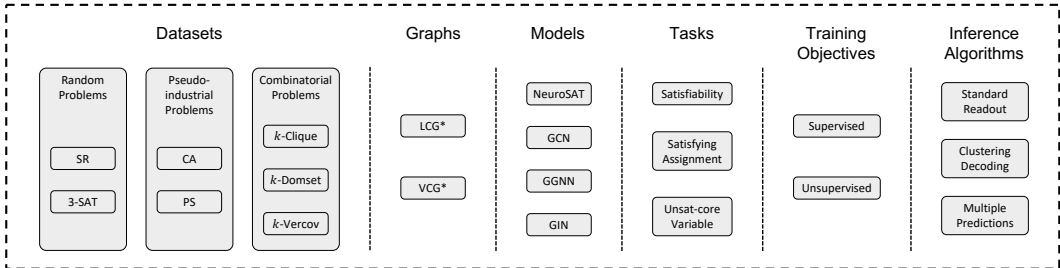 Datasets
Random
Problems
SR
3-SAT
Pseudo-
industrial
Problems
CA
PS
Combinatorial
Problems
k-Clique
k-Domset
k-Vercov
Graphs
LCG*
VCG*
Models
NeuroSAT
GCN
GGNN
GIN
Tasks
Satisfiability
Satisfying
Assignment
Unsat-core
Variable
Training
Objectives
Supervised
Unsupervised
Inference
Algorithms
Standard
Readout
Clustering
Decoding
Multiple
Predictions